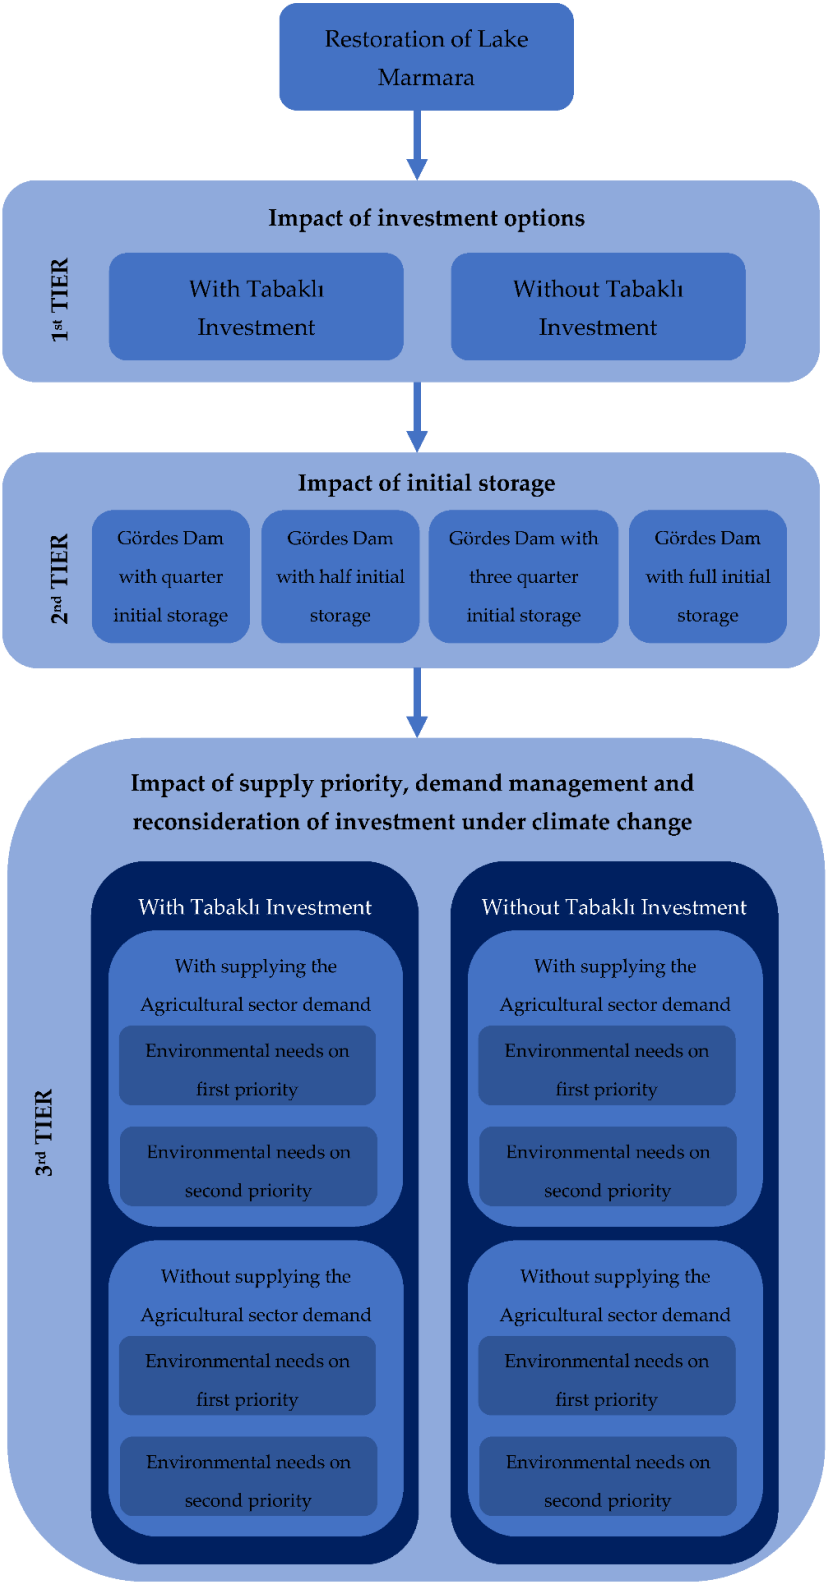 Restoration of Lake
Marmara
Impact of investment options
1st TIER
With Tabaklı
Investment
Without Tabaklı
Investment
Impact of initial storage
2nd TIER
Gördes Dam
with quarter
initial storage
Gördes Dam
with half initial
storage
Gördes Dam with
three quarter
initial storage
Gördes Dam
with full initial
storage
Impact of supply priority, demand management and
reconsideration of investment under climate change
3rd TIER
With Tabaklı Investment
With supplying the
Agricultural sector demand
Environmental needs on
first priority
Environmental needs on
second priority
Without supplying the
Agricultural sector demand
Environmental needs on
first priority
Environmental needs on
second priority
Without Tabaklı Investment
With supplying the
Agricultural sector demand
Environmental needs on
first priority
Environmental needs on
second priority
Without supplying the
Agricultural sector demand
Environmental needs on
first priority
Environmental needs on
second priority